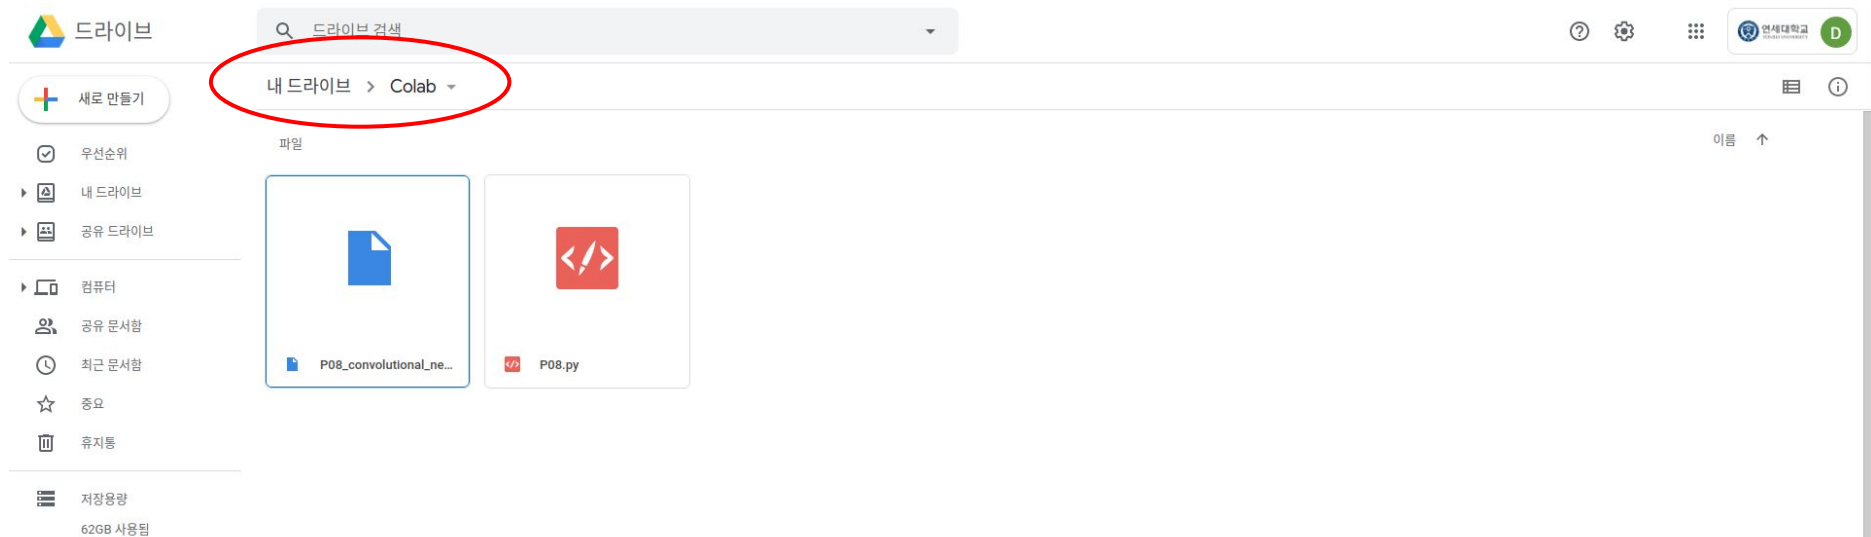 드라이브
드라이브 검색
연세대학교
YONSEI UNIVERSITY
D
새로 만들기
내 드라이브 > Colab
우선순위
내 드라이브
공유 드라이브
컴퓨터
공유 문서함
최근 문서함
중요
휴지통
저장용량
62GB 사용됨
파일
이름
P08_convolutional_ne...
P08.py